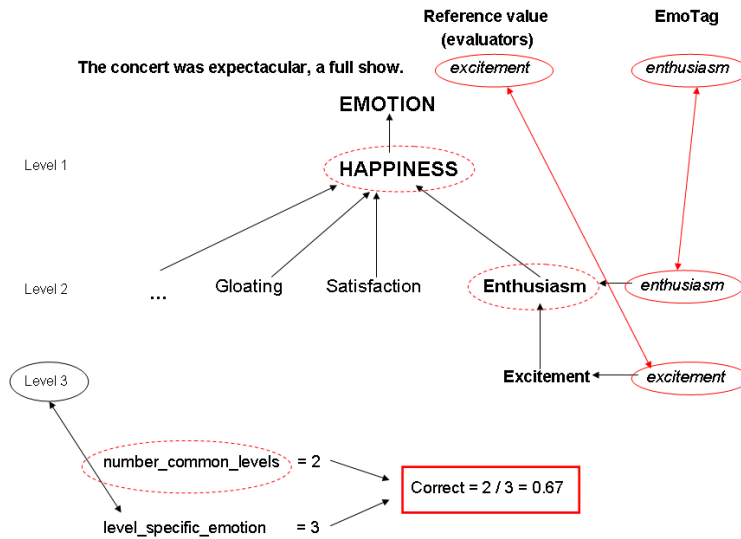 Reference value
(evaluators)
EmoTag
The concert was expectacular, a full show.
excitement
enthusiasm
EMOTION
Level 1
HAPPINESS
Level 2
...
Gloating
Satisfaction
Enthusiasm
enthusiasm
Level 3
Excitement
excitement
number_common_levels = 2
Correct = 2 / 3 = 0.67
level_specific_emotion = 3